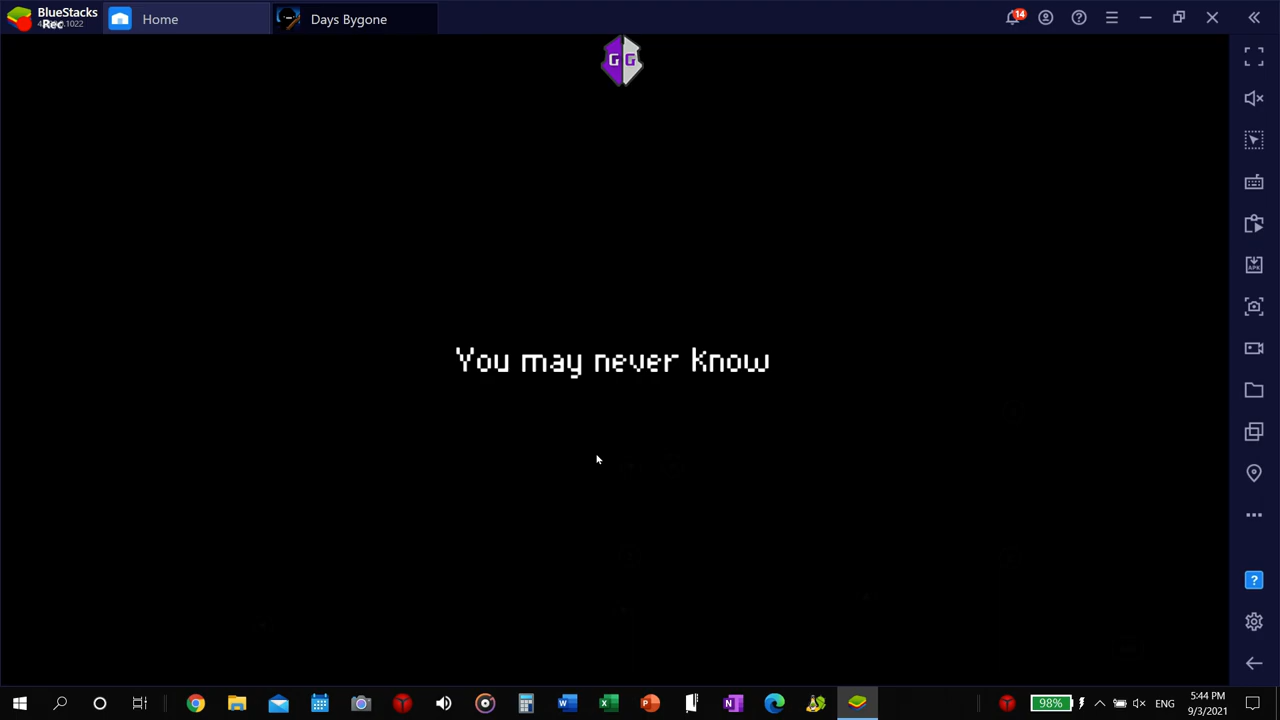 BlueStacks
Rec
Home
Days Bygone
14
GG
You may never know
APK
?
98%
ENG
5:44 PM
9/3/2021